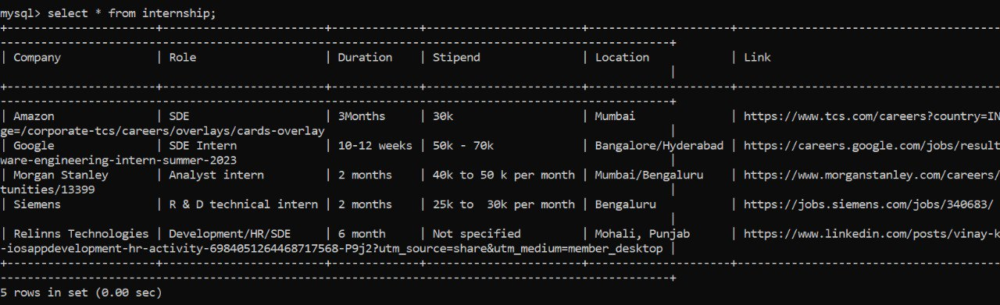 mysql> select * from internship;
+----------------------+------------------------+-------------+------------------------+----------------------+--------------------------------------
-----------------------------------------------------------------------------------------------+
| Company | Role | Duration | Stipend | Location | Link
|
+----------------------+------------------------+-------------+------------------------+----------------------+--------------------------------------
-----------------------------------------------------------------------------------------------+
| Amazon | SDE | 3Months | 30k | Mumbai | https://www.tcs.com/careers?country=IN
ge=/corporate-tcs/careers/overlays/cards-overlay |
| Google | SDE Intern | 10-12 weeks | 50k - 70k | Bangalore/Hyderabad | https://careers.google.com/jobs/result
ware-engineering-intern-summer-2023 |
| Morgan Stanley | Analyst intern | 2 months | 40k to 50 k per month | Mumbai/Bengaluru | https://www.morganstanley.com/careers/
tunities/13399 |
| Siemens | R & D technical intern | 2 months | 25k to  30k per month | Bengaluru | https://jobs.siemens.com/jobs/340683/
|
| Relinns Technologies | Development/HR/SDE | 6 month | Not specified | Mohali, Punjab | https://www.linkedin.com/posts/vinay-k
-iosappdevelopment-hr-activity-6984051264468717568-P9j2?utm_source=share&utm_medium=member_desktop |
+----------------------+------------------------+-------------+------------------------+----------------------+--------------------------------------
-----------------------------------------------------------------------------------------------+
5 rows in set (0.00 sec)